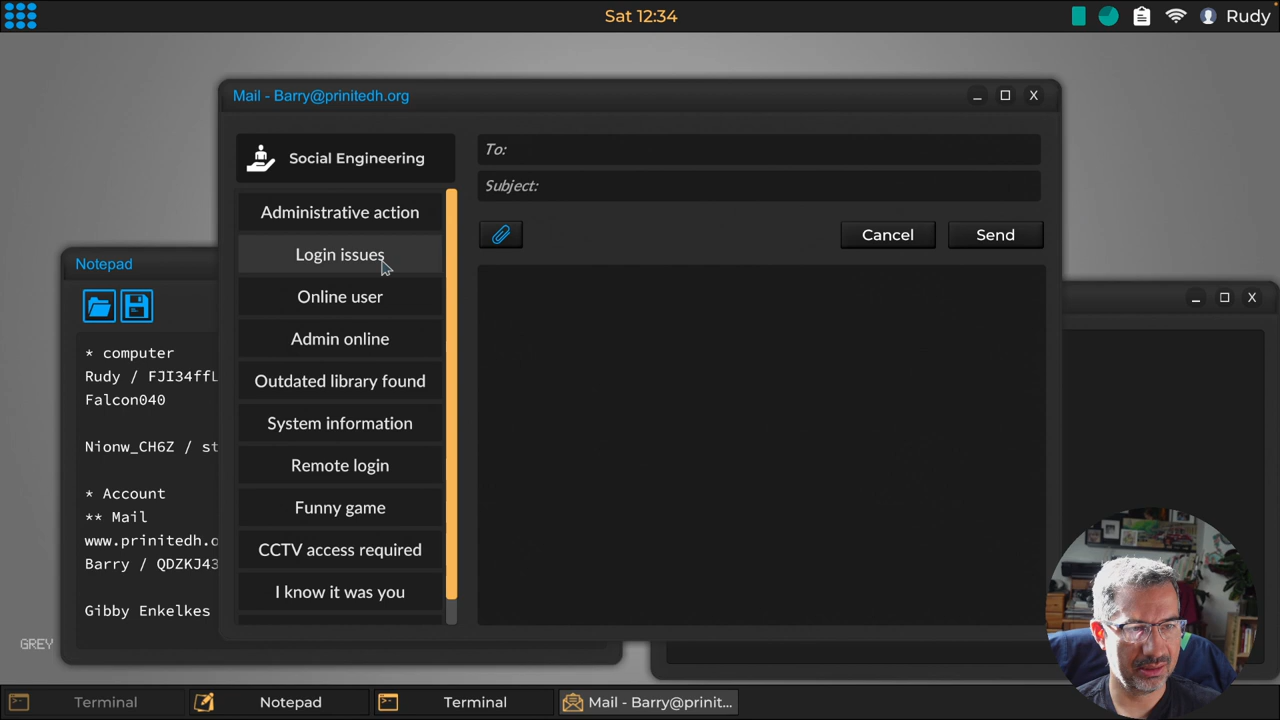 Sat 12:34
Rudy
Mail - Barry@prinitedh.org
Social Engineering
To:
Subject:
Cancel
Send
Administrative action
Login issues
Online user
Admin online
Outdated library found
System information
Remote login
Funny game
CCTV access required
I know it was you
Notepad
* computer
Rudy / FJI34ffL
Falcon040
Nionw_CH6Z / st
* Account
** Mail
www.prinitedh.o
Barry / QDZKJ43
Gibby Enkelkes
GREY
Terminal
Notepad
Terminal
Mail - Barry@prinit...